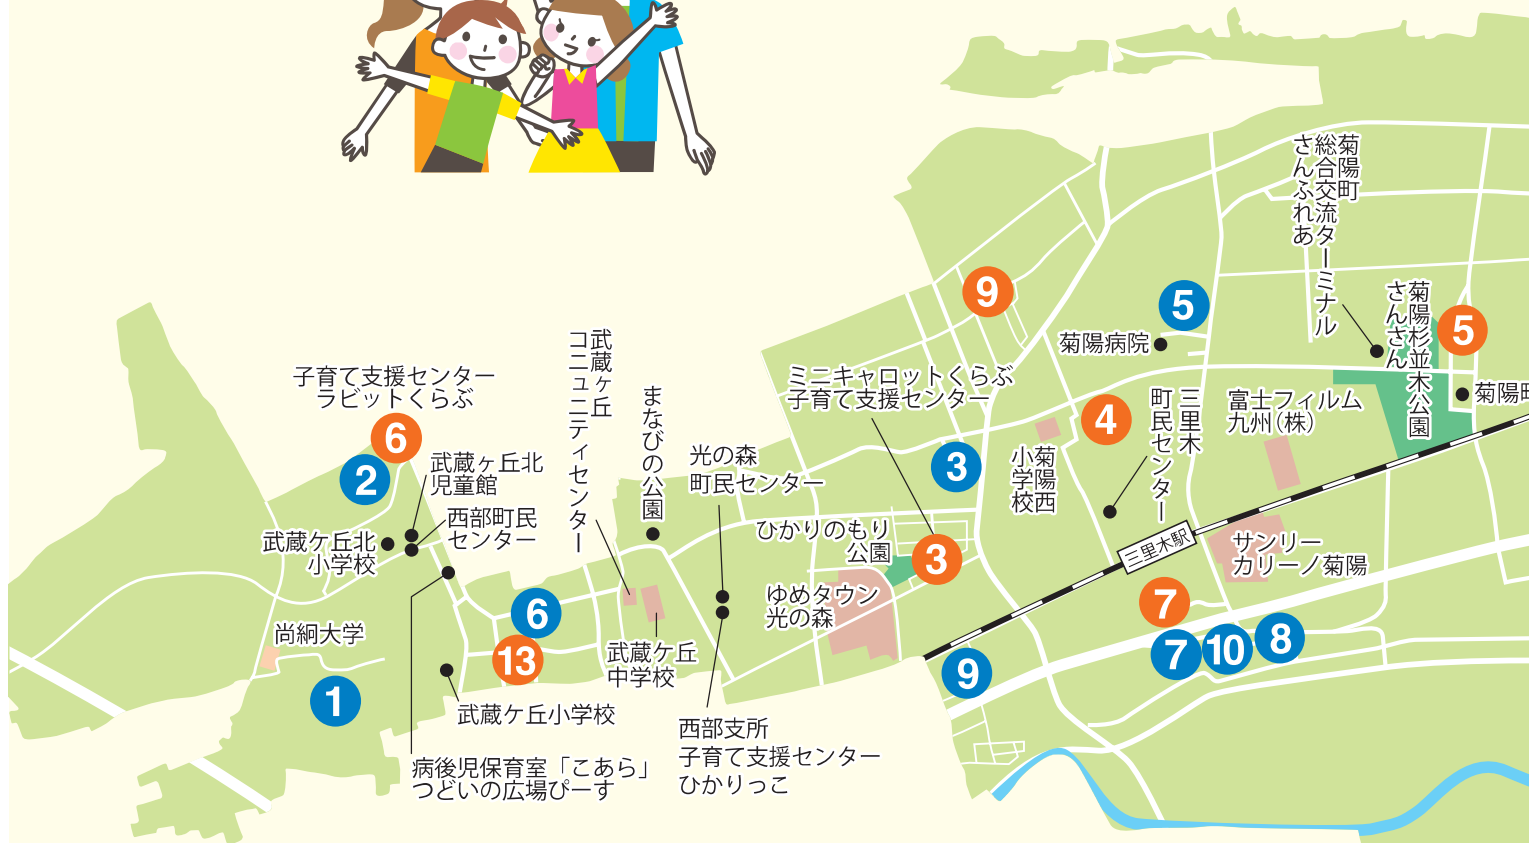 菊陽町
総合交流ターミナル
さんふれあ
9
5
菊陽病院
菊陽杉並木公園
さんさん
5
菊陽町
子育て支援センター
ラビットくらぶ
6
2
武蔵ヶ丘北
児童館
西部町民
センター
武蔵ケ丘北
小学校
武蔵ヶ丘
コニュニティセンター
まなびの公園
光の森
町民センター
ミニキャロットくらぶ
子育て支援センター
3
4
菊陽西
小学校
三里木
町民センター
富士フィルム
九州(株)
ひかりのもり
公園
3
三里木駅
サンリー
カリーノ菊陽
ゆめタウン
光の森
尚絅大学
1
6
13
武蔵ケ丘
中学校
武蔵ケ丘小学校
病後児保育室「こあら」
つどいの広場ぴーす
西部支所
子育て支援センター
ひかりっこ
9
7
7
10
8